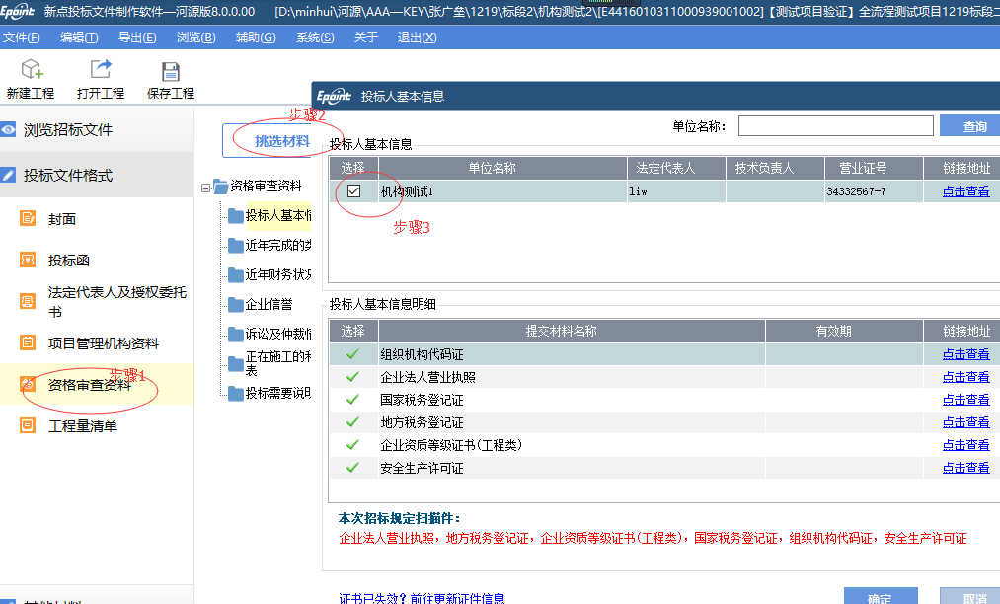 Epoint 新点投标文件制作软件—河源版8.0.0.00 [D:\minhui\河源\AAA—KEY\张广垒\1219\标段2\机构测试2\[E4416010311000939001002]【测试项目验证】全流程测试项目1219标段二
文件(F) 编辑(T) 导出(E) 浏览(B) 辅助(G) 系统(S) 关于 退出(X)
新建工程 打开工程 保存工程
浏览招标文件
投标文件格式
封面
投标函
法定代表人及授权委托书
项目管理机构资料
步骤1
资格审查资料
工程量清单
步骤2
挑选材料
资格审查资料
投标人基本情
近年完成的类
近年财务状况
企业信誉
诉讼及仲裁情
正在施工的和
表
投标需要说明
Epoint 投标人基本信息
单位名称: 查询
投标人基本信息
选择 单位名称 法定代表人 技术负责人 营业证号 链接地址
机构测试1 liw 34332567-7 点击查看
步骤3
投标人基本信息明细
选择 提交材料名称 有效期 链接地址
组织机构代码证 点击查看
企业法人营业执照 点击查看
国家税务登记证 点击查看
地方税务登记证 点击查看
企业资质等级证书(工程类) 点击查看
安全生产许可证 点击查看
本次招标规定扫描件:
企业法人营业执照，地方税务登记证，企业资质等级证书(工程类)，国家税务登记证，组织机构代码证，安全生产许可证
证书已失效？前往更新证件信息
确定 取消